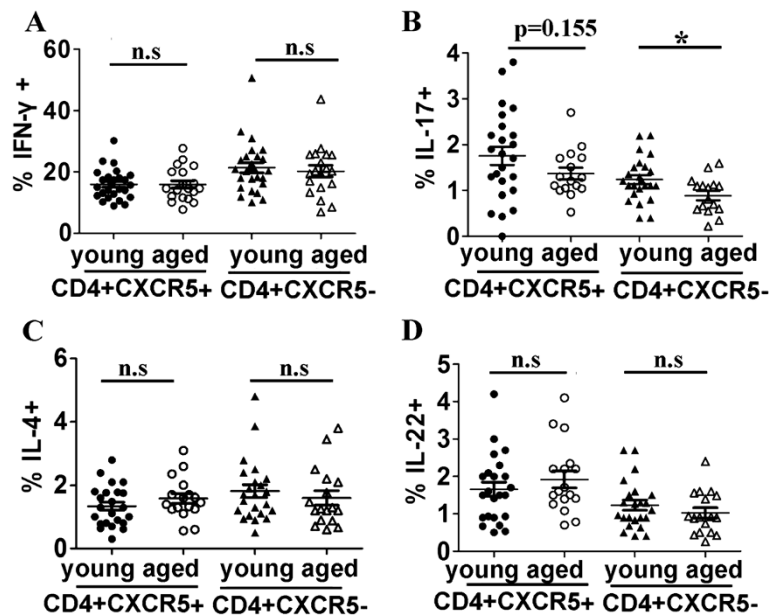 A
% IFN-γ +
60
40
20
0
n.s
n.s
young aged
young aged
CD4+CXCR5+
CD4+CXCR5-
B
% IL-17+
4
3
2
1
0
p=0.155
*
young aged
young aged
CD4+CXCR5+
CD4+CXCR5-
C
% IL-4+
6
4
2
0
n.s
n.s
young aged
young aged
CD4+CXCR5+
CD4+CXCR5-
D
% IL-22+
5
4
3
2
1
0
n.s
n.s
young aged
young aged
CD4+CXCR5+
CD4+CXCR5-